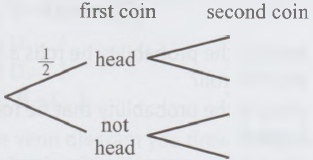 first coin second coin
1/2
head
not
head